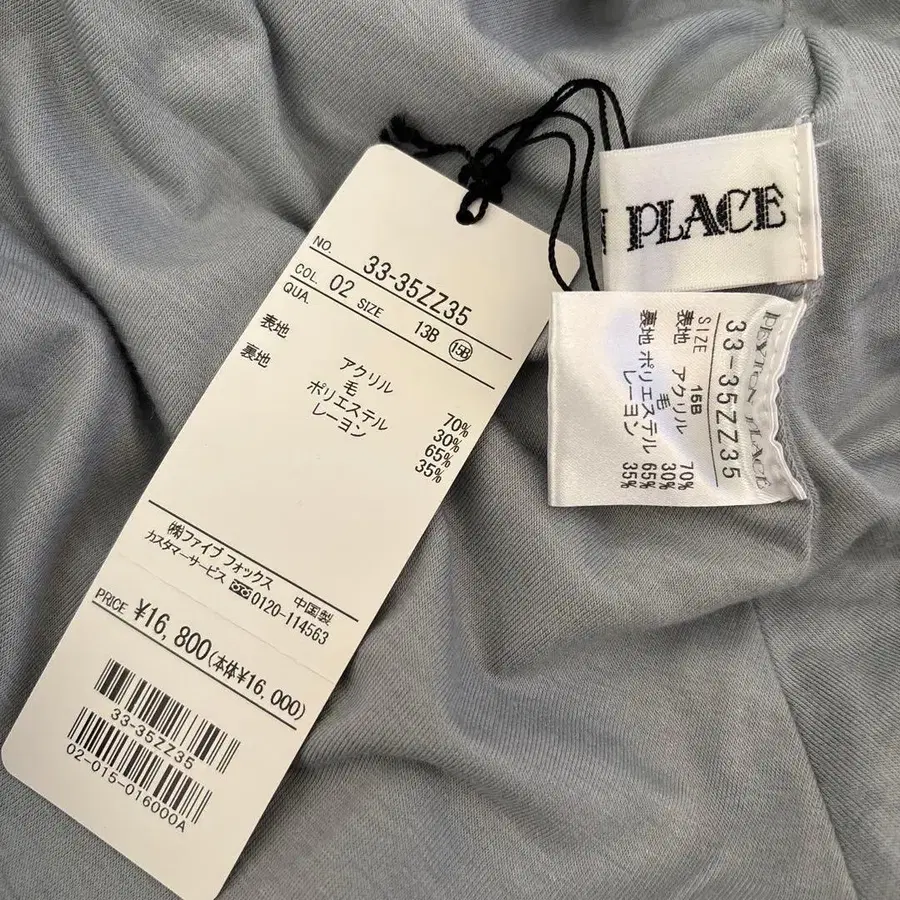 NO. 33-35ZZ35
COL. 02 SIZE 13B 15B
QUA.
表地 アクリル 70%
毛 30%
裏地 ポリエステル 65%
レーヨン 35%
㈱ファイブ フォックス 中国製
カスタマーサービス 0120-114563
PRICE ¥16,800(本体¥16,000)
33-35ZZ35
02-015-016000A
PLACE
PEYTON PLACE
33-35ZZ35
SIZE 15B
表地 アクリル 70%
毛 30%
裏地 ポリエステル 65%
レーヨン 35%